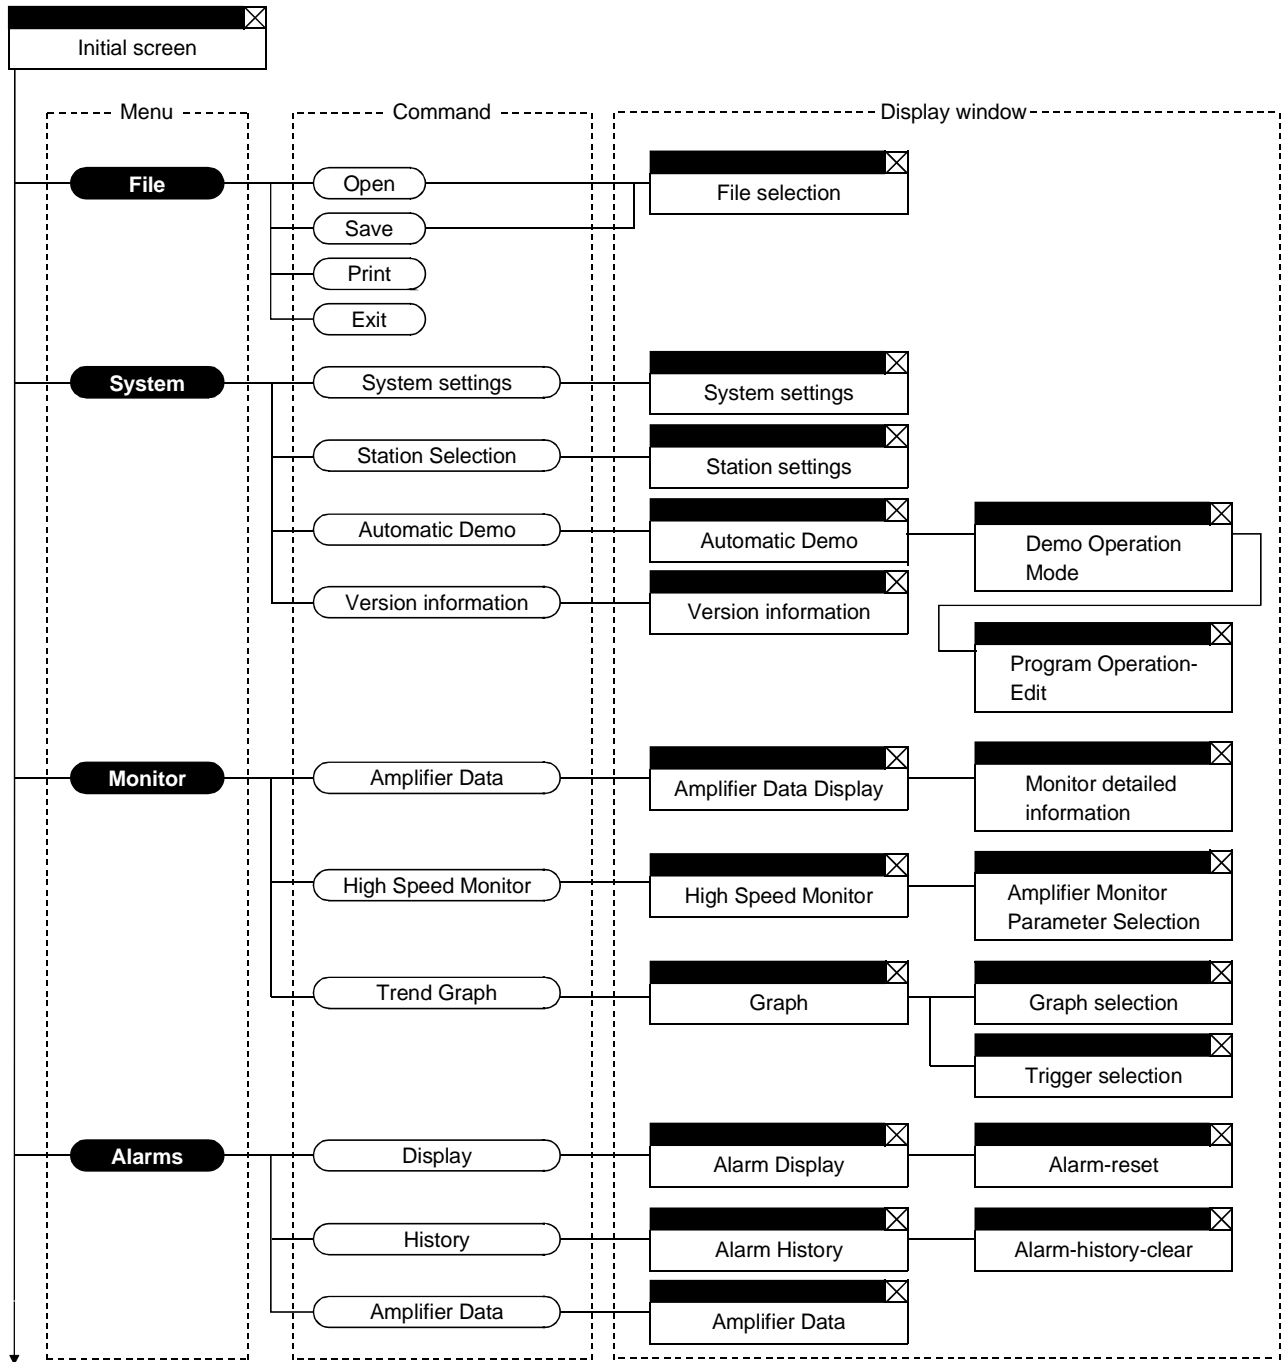 Initial screen
Menu
Command
Display window
File
Open
File selection
Save
Print
Exit
System
System settings
System settings
Station Selection
Station settings
Automatic Demo
Automatic Demo
Demo Operation
Mode
Version information
Version information
Program Operation-
Edit
Monitor
Amplifier Data
Amplifier Data Display
Monitor detailed
information
High Speed Monitor
High Speed Monitor
Amplifier Monitor
Parameter Selection
Trend Graph
Graph
Graph selection
Trigger selection
Alarms
Display
Alarm Display
Alarm-reset
History
Alarm History
Alarm-history-clear
Amplifier Data
Amplifier Data